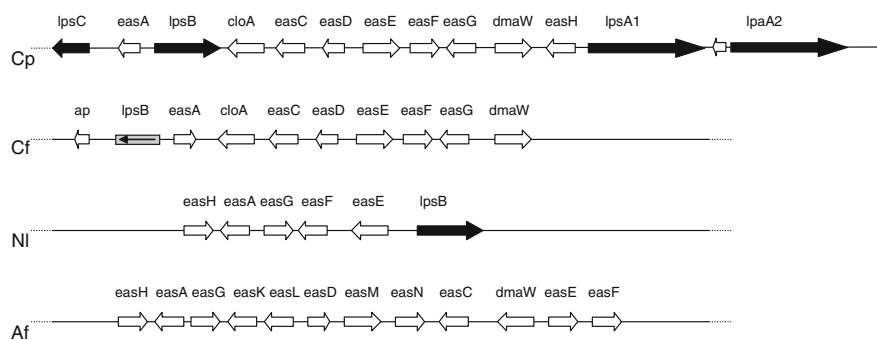 lpsC easA lpsB cloA easC easD easE easF easG dmaW easH lpsA1 lpaA2
Cp
ap lpsB easA cloA easC easD easE easF easG dmaW
Cf
easH easA easG easF easE lpsB
Nl
easH easA easG easK easL easD easM easN easC dmaW easE easF
Af